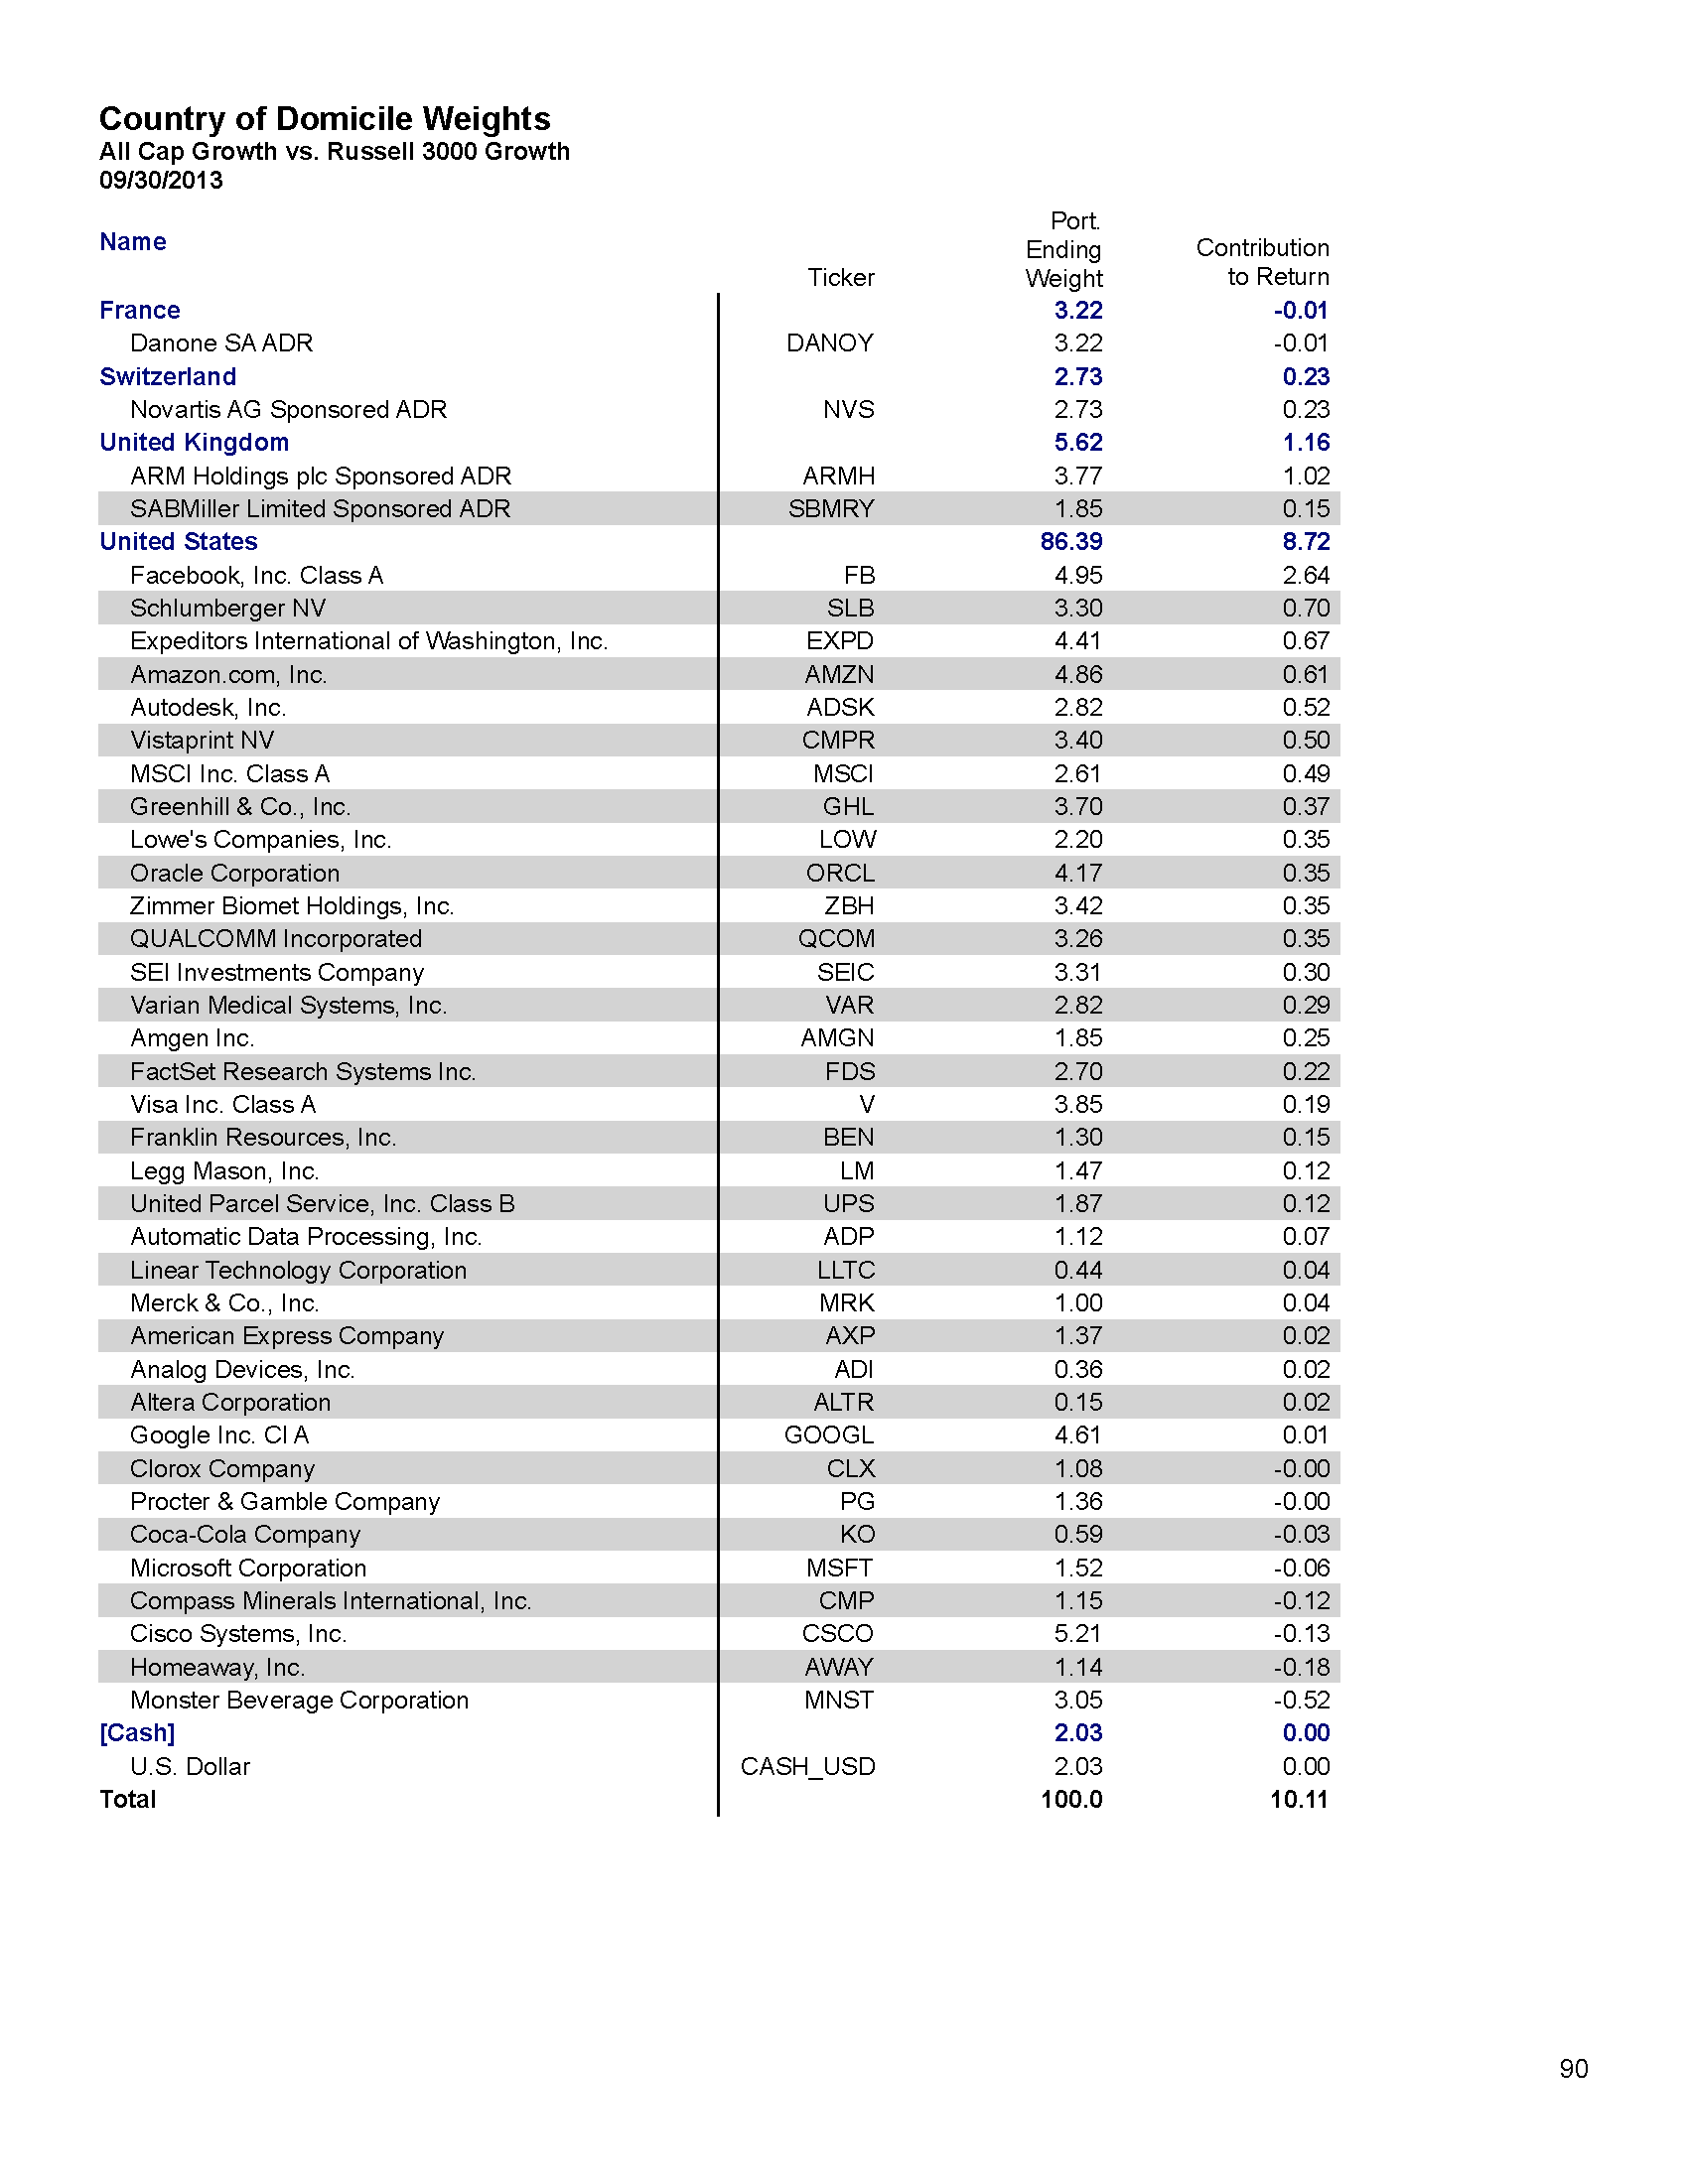 Country of Domicile Weights
All Cap Growth vs. Russell 3000 Growth
09/30/2013
Name Ticker Port. Ending Weight Contribution to Return
France 3.22 -0.01
Danone SA ADR DANOY 3.22 -0.01
Switzerland 2.73 0.23
Novartis AG Sponsored ADR NVS 2.73 0.23
United Kingdom 5.62 1.16
ARM Holdings plc Sponsored ADR ARMH 3.77 1.02
SABMiller Limited Sponsored ADR SBMRY 1.85 0.15
United States 86.39 8.72
Facebook, Inc. Class A FB 4.95 2.64
Schlumberger NV SLB 3.30 0.70
Expeditors International of Washington, Inc. EXPD 4.41 0.67
Amazon.com, Inc. AMZN 4.86 0.61
Autodesk, Inc. ADSK 2.82 0.52
Vistaprint NV CMPR 3.40 0.50
MSCI Inc. Class A MSCI 2.61 0.49
Greenhill & Co., Inc. GHL 3.70 0.37
Lowe's Companies, Inc. LOW 2.20 0.35
Oracle Corporation ORCL 4.17 0.35
Zimmer Biomet Holdings, Inc. ZBH 3.42 0.35
QUALCOMM Incorporated QCOM 3.26 0.35
SEI Investments Company SEIC 3.31 0.30
Varian Medical Systems, Inc. VAR 2.82 0.29
Amgen Inc. AMGN 1.85 0.25
FactSet Research Systems Inc. FDS 2.70 0.22
Visa Inc. Class A V 3.85 0.19
Franklin Resources, Inc. BEN 1.30 0.15
Legg Mason, Inc. LM 1.47 0.12
United Parcel Service, Inc. Class B UPS 1.87 0.12
Automatic Data Processing, Inc. ADP 1.12 0.07
Linear Technology Corporation LLTC 0.44 0.04
Merck & Co., Inc. MRK 1.00 0.04
American Express Company AXP 1.37 0.02
Analog Devices, Inc. ADI 0.36 0.02
Altera Corporation ALTR 0.15 0.02
Google Inc. Cl A GOOGL 4.61 0.01
Clorox Company CLX 1.08 -0.00
Procter & Gamble Company PG 1.36 -0.00
Coca-Cola Company KO 0.59 -0.03
Microsoft Corporation MSFT 1.52 -0.06
Compass Minerals International, Inc. CMP 1.15 -0.12
Cisco Systems, Inc. CSCO 5.21 -0.13
Homeaway, Inc. AWAY 1.14 -0.18
Monster Beverage Corporation MNST 3.05 -0.52
[Cash] 2.03 0.00
U.S. Dollar CASH_USD 2.03 0.00
Total 100.0 10.11
90